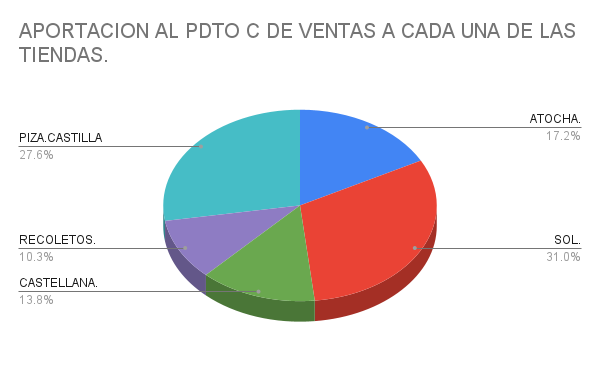 APORTACION AL PDTO C DE VENTAS A CADA UNA DE LAS
TIENDAS.
ATOCHA.
17.2%
PIZA.CASTILLA
27.6%
RECOLETOS.
10.3%
SOL.
31.0%
CASTELLANA.
13.8%